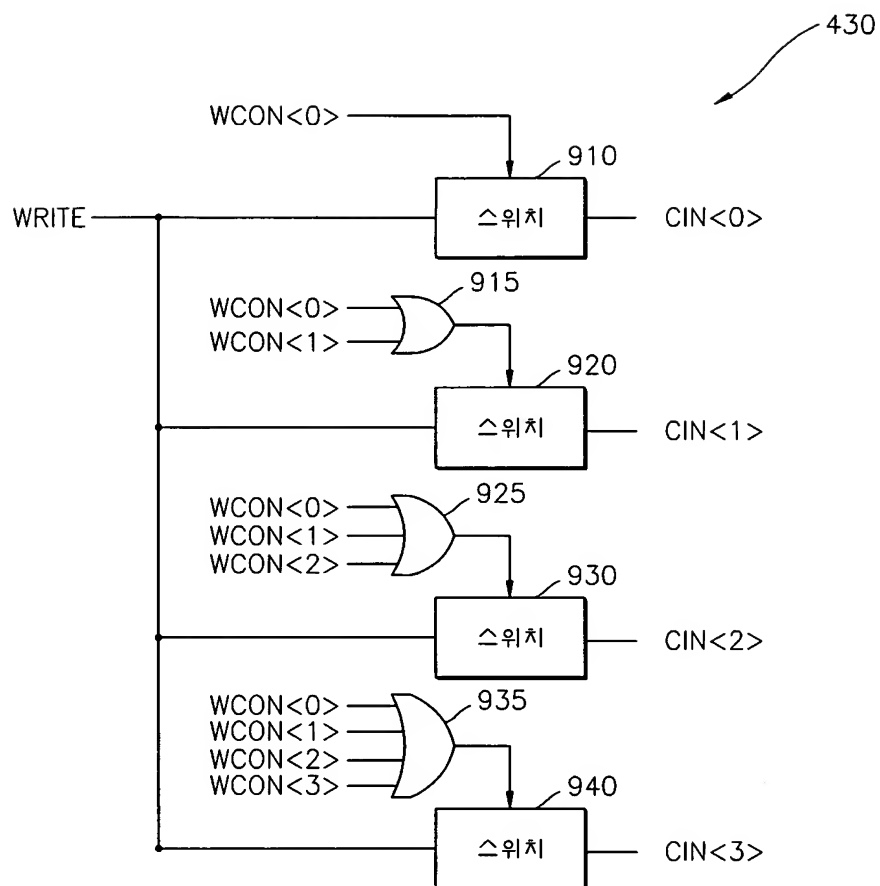 430
WCON<0>
910
WRITE
스위치
CIN<0>
915
WCON<0>
WCON<1>
920
스위치
CIN<1>
925
WCON<0>
WCON<1>
WCON<2>
930
스위치
CIN<2>
935
WCON<0>
WCON<1>
WCON<2>
WCON<3>
940
스위치
CIN<3>